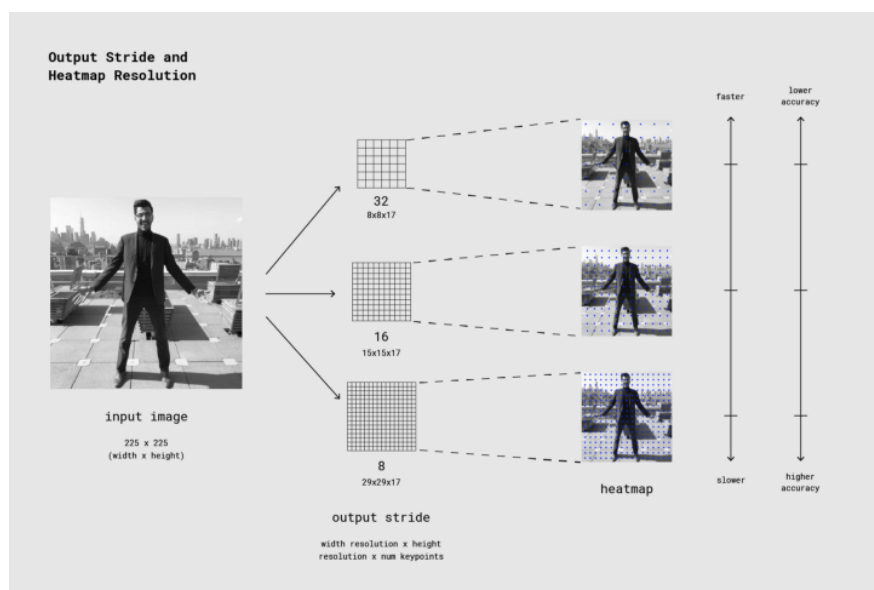 Output Stride and
Heatmap Resolution
faster
lower
accuracy
32
8x8x17
16
15x15x17
input image
225 x 225
(width x height)
8
29x29x17
slower
higher
accuracy
heatmap
output stride
width resolution x height
resolution x num keypoints